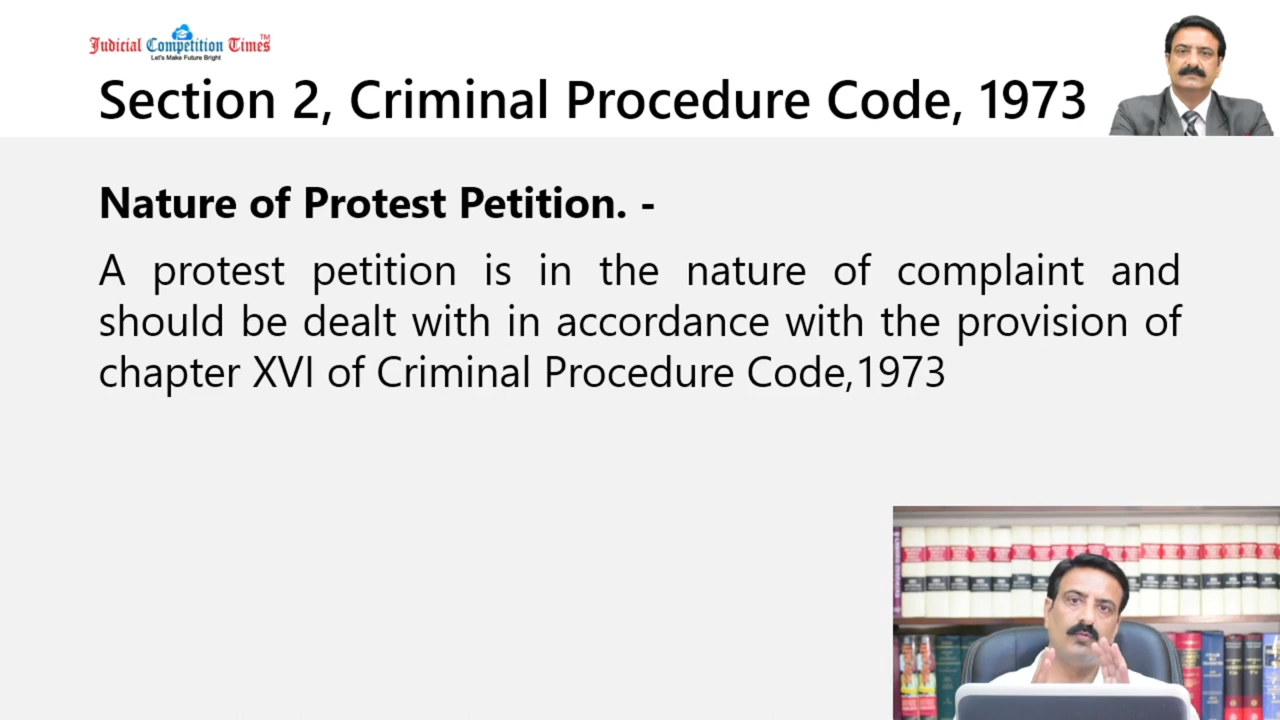 Judicial Competition Times TM
Let's Make Future Bright
Section 2, Criminal Procedure Code, 1973
Nature of Protest Petition. -
A protest petition is in the nature of complaint and
should be dealt with in accordance with the provision of
chapter XVI of Criminal Procedure Code,1973